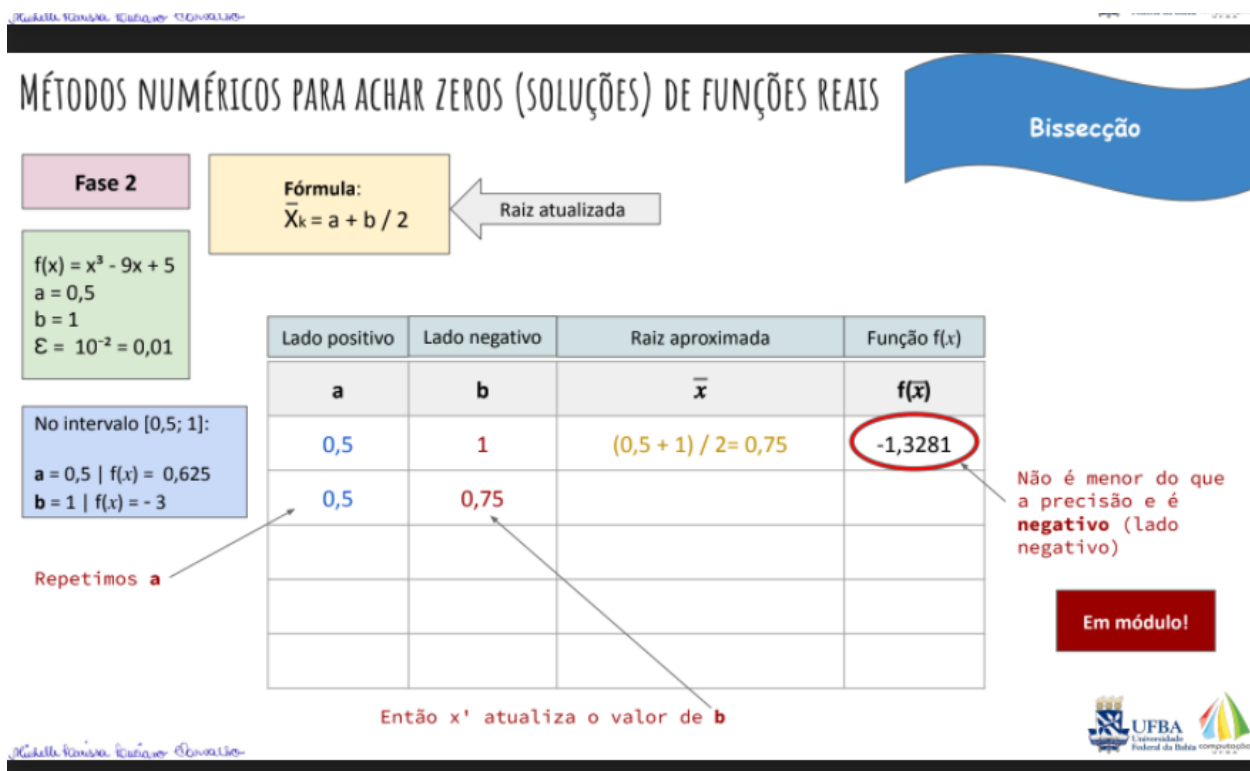 MÉTODOS NUMÉRICOS PARA ACHAR ZEROS (SOLUÇÕES) DE FUNÇÕES REAIS
Bissecção
Fase 2
Fórmula:
X̅ₖ = a + b / 2
Raiz atualizada
f(x) = x³ - 9x + 5
a = 0,5
b = 1
Ɛ = 10⁻² = 0,01
No intervalo [0,5; 1]:
a = 0,5 | f(x) = 0,625
b = 1 | f(x) = - 3
Lado positivo Lado negativo Raiz aproximada Função f(x)
a b x̅ f(x̅)
0,5 1 (0,5 + 1) / 2= 0,75 -1,3281
0,5 0,75
Não é menor do que
a precisão e é
negativo (lado
negativo)
Repetimos a
Em módulo!
Então x' atualiza o valor de b
UFBA
Universidade
Federal da Bahia
computação
UFBA